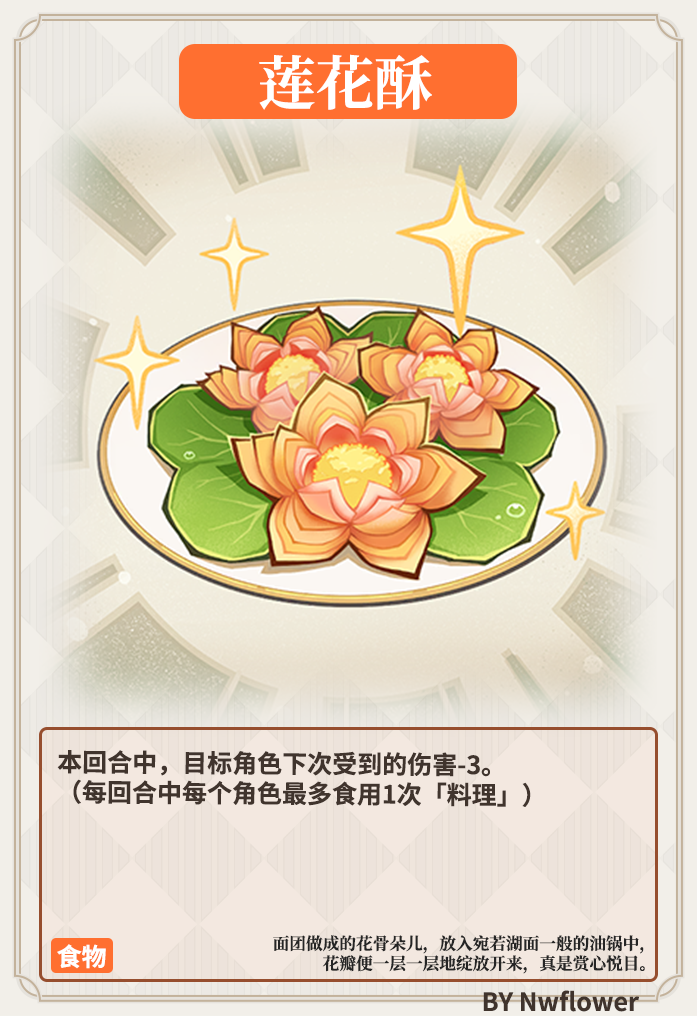 莲花酥
本回合中，目标角色下次受到的伤害-3。
（每回合中每个角色最多食用1次「料理」）
食物
面团做成的花骨朵儿，放入宛若湖面一般的油锅中，
花瓣便一层一层地绽放开来，真是赏心悦目。
BY Nwflower